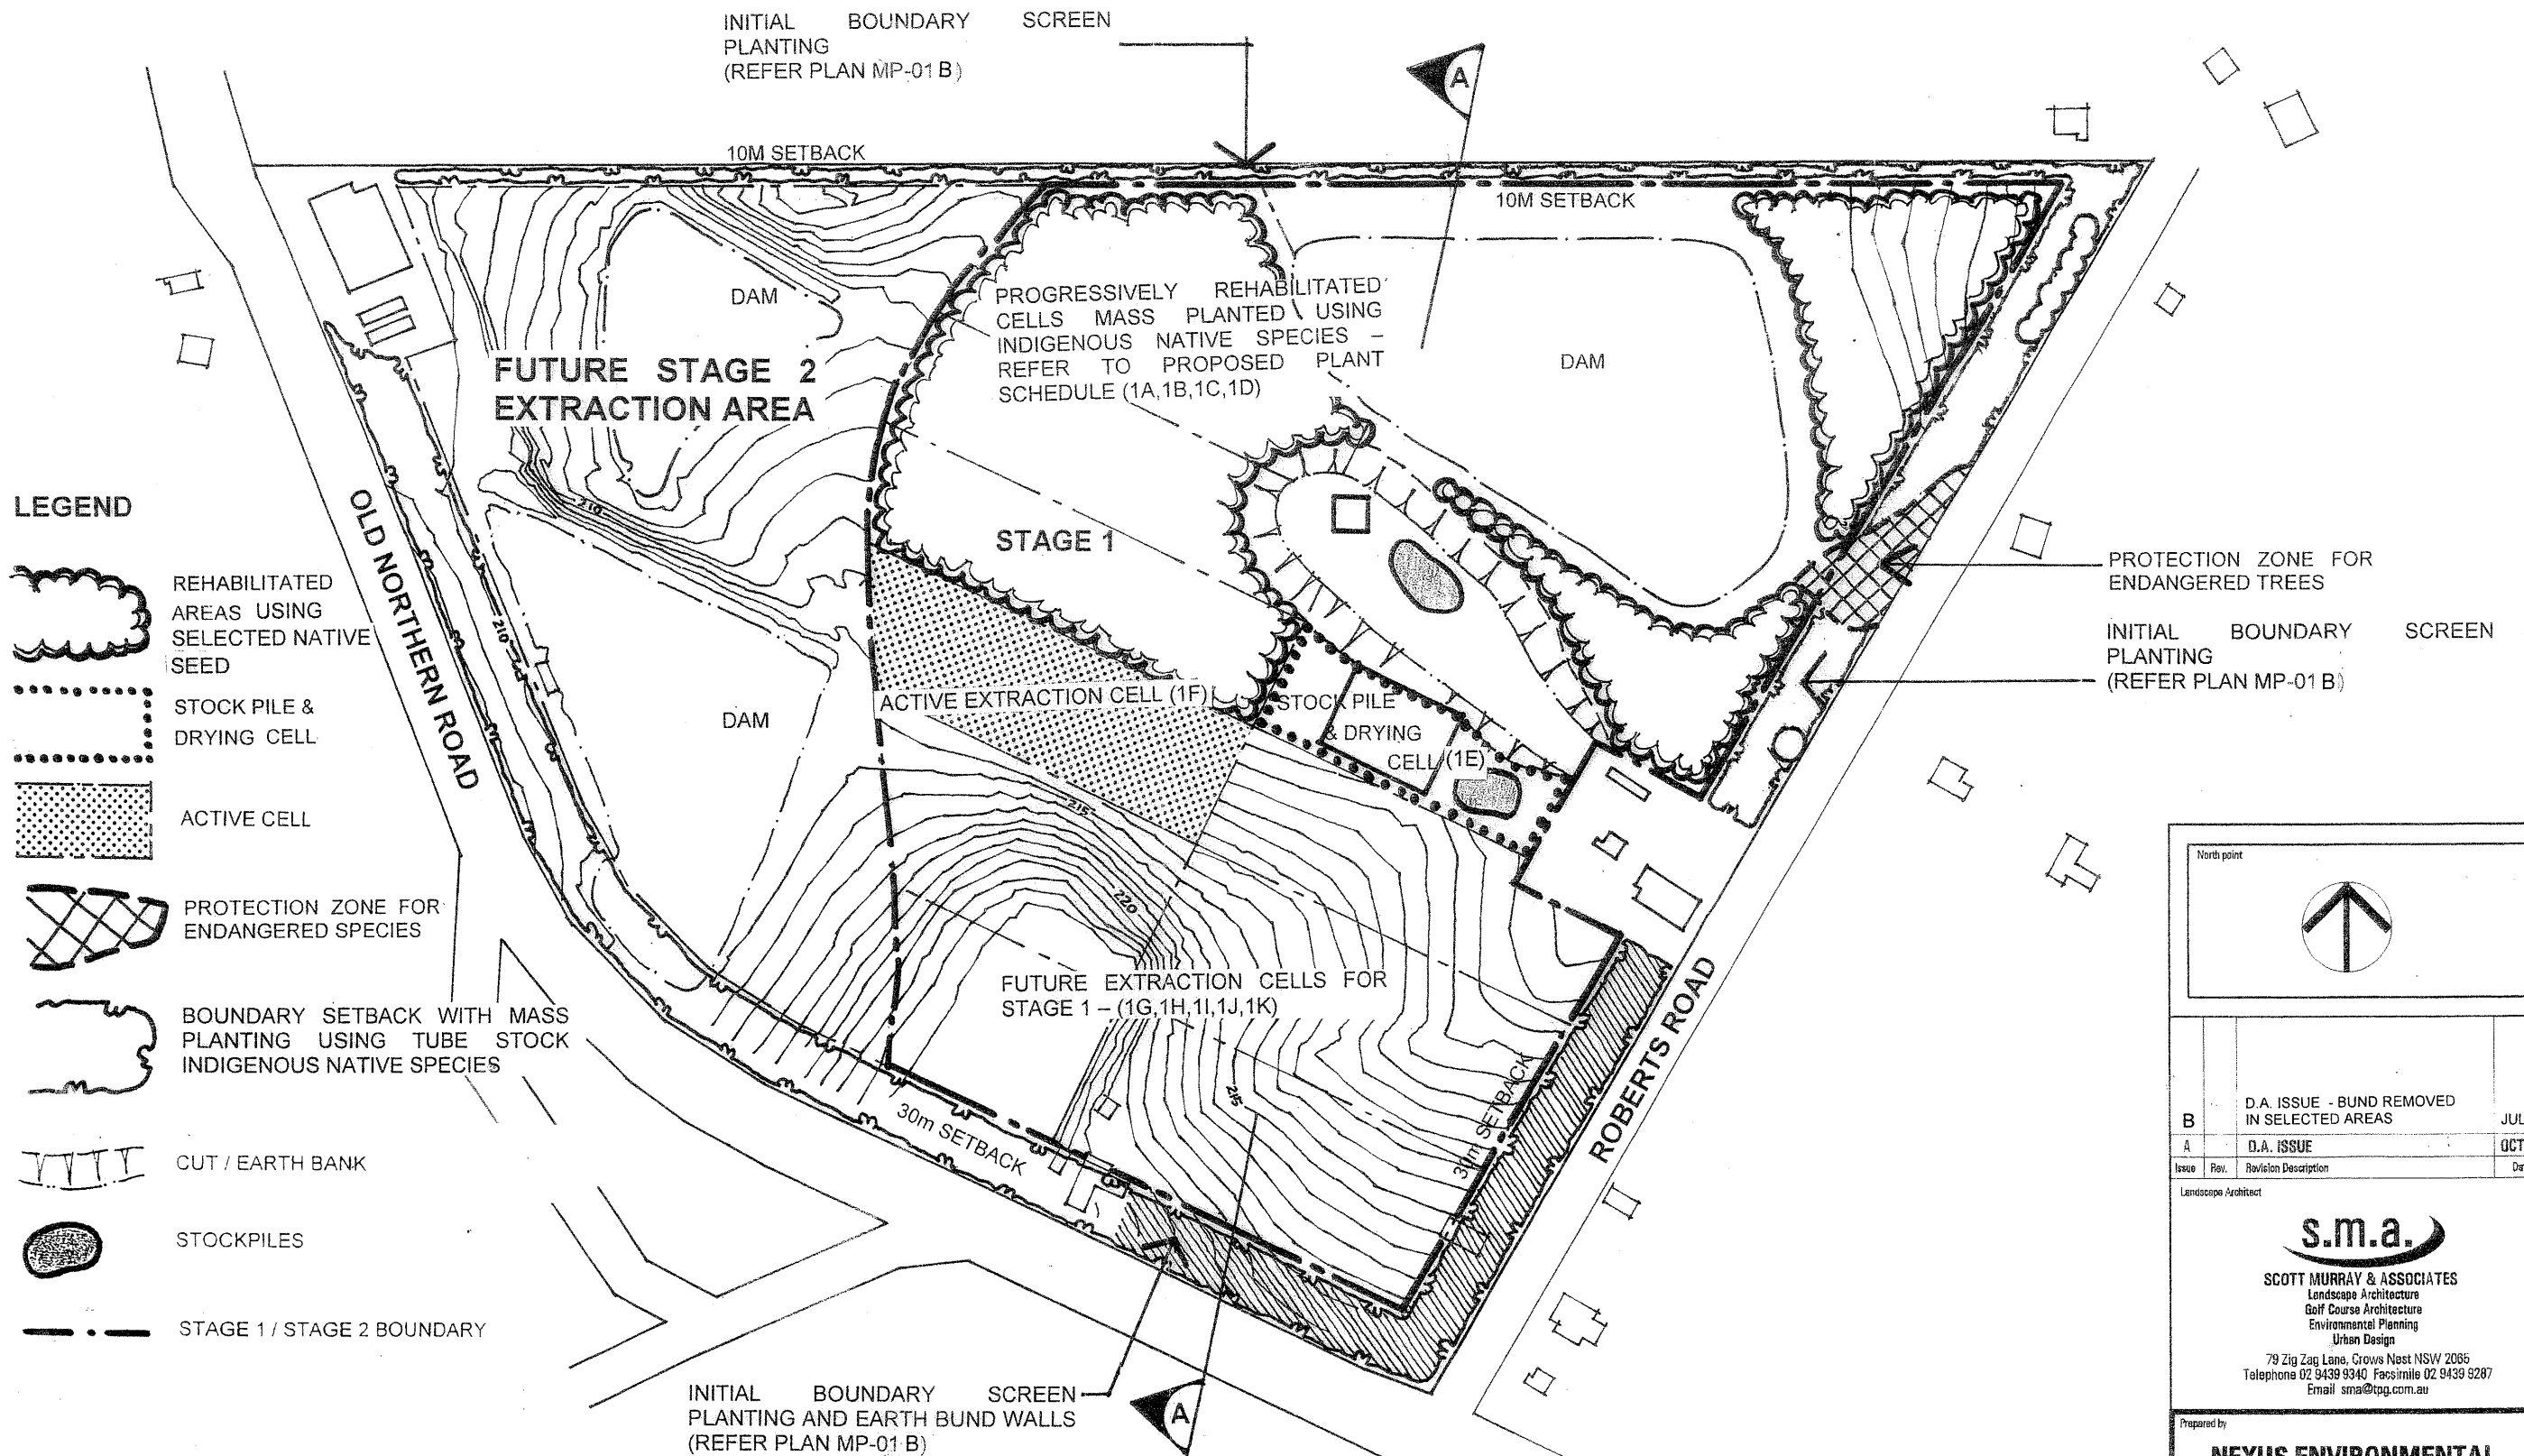 INITIAL BOUNDARY SCREEN
PLANTING
(REFER PLAN MP-01 B)
A
10M SETBACK
10M SETBACK
DAM
PROGRESSIVELY REHABILITATED
CELLS MASS PLANTED USING
INDIGENOUS NATIVE SPECIES –
REFER TO PROPOSED PLANT
SCHEDULE (1A,1B,1C,1D)
DAM
FUTURE STAGE 2
EXTRACTION AREA
210
STAGE 1
OLD NORTHERN ROAD
210
PROTECTION ZONE FOR
ENDANGERED TREES
INITIAL BOUNDARY SCREEN
PLANTING
(REFER PLAN MP-01 B)
ACTIVE EXTRACTION CELL (1F)
STOCK PILE
& DRYING
CELL (1E)
DAM
215
220
FUTURE EXTRACTION CELLS FOR
STAGE 1 – (1G,1H,1I,1J,1K)
215
30m SETBACK
30m SETBACK
ROBERTS ROAD
INITIAL BOUNDARY SCREEN
PLANTING AND EARTH BUND WALLS
(REFER PLAN MP-01 B)
A
LEGEND
REHABILITATED
AREAS USING
SELECTED NATIVE
SEED
STOCK PILE &
DRYING CELL
ACTIVE CELL
PROTECTION ZONE FOR
ENDANGERED SPECIES
BOUNDARY SETBACK WITH MASS
PLANTING USING TUBE STOCK
INDIGENOUS NATIVE SPECIES
CUT / EARTH BANK
STOCKPILES
STAGE 1 / STAGE 2 BOUNDARY
North point
B D.A. ISSUE - BUND REMOVED
IN SELECTED AREAS JUL
A D.A. ISSUE OCT
Issue Rev. Revision Description Da
Landscape Architect
s.m.a.
SCOTT MURRAY & ASSOCIATES
Landscape Architecture
Golf Course Architecture
Environmental Planning
Urban Design
79 Zig Zag Lane, Crows Nest NSW 2065
Telephone 02 9439 9340 Facsimile 02 9439 9287
Email sma@tpg.com.au
Prepared by
NEXUS ENVIRONMENTAL